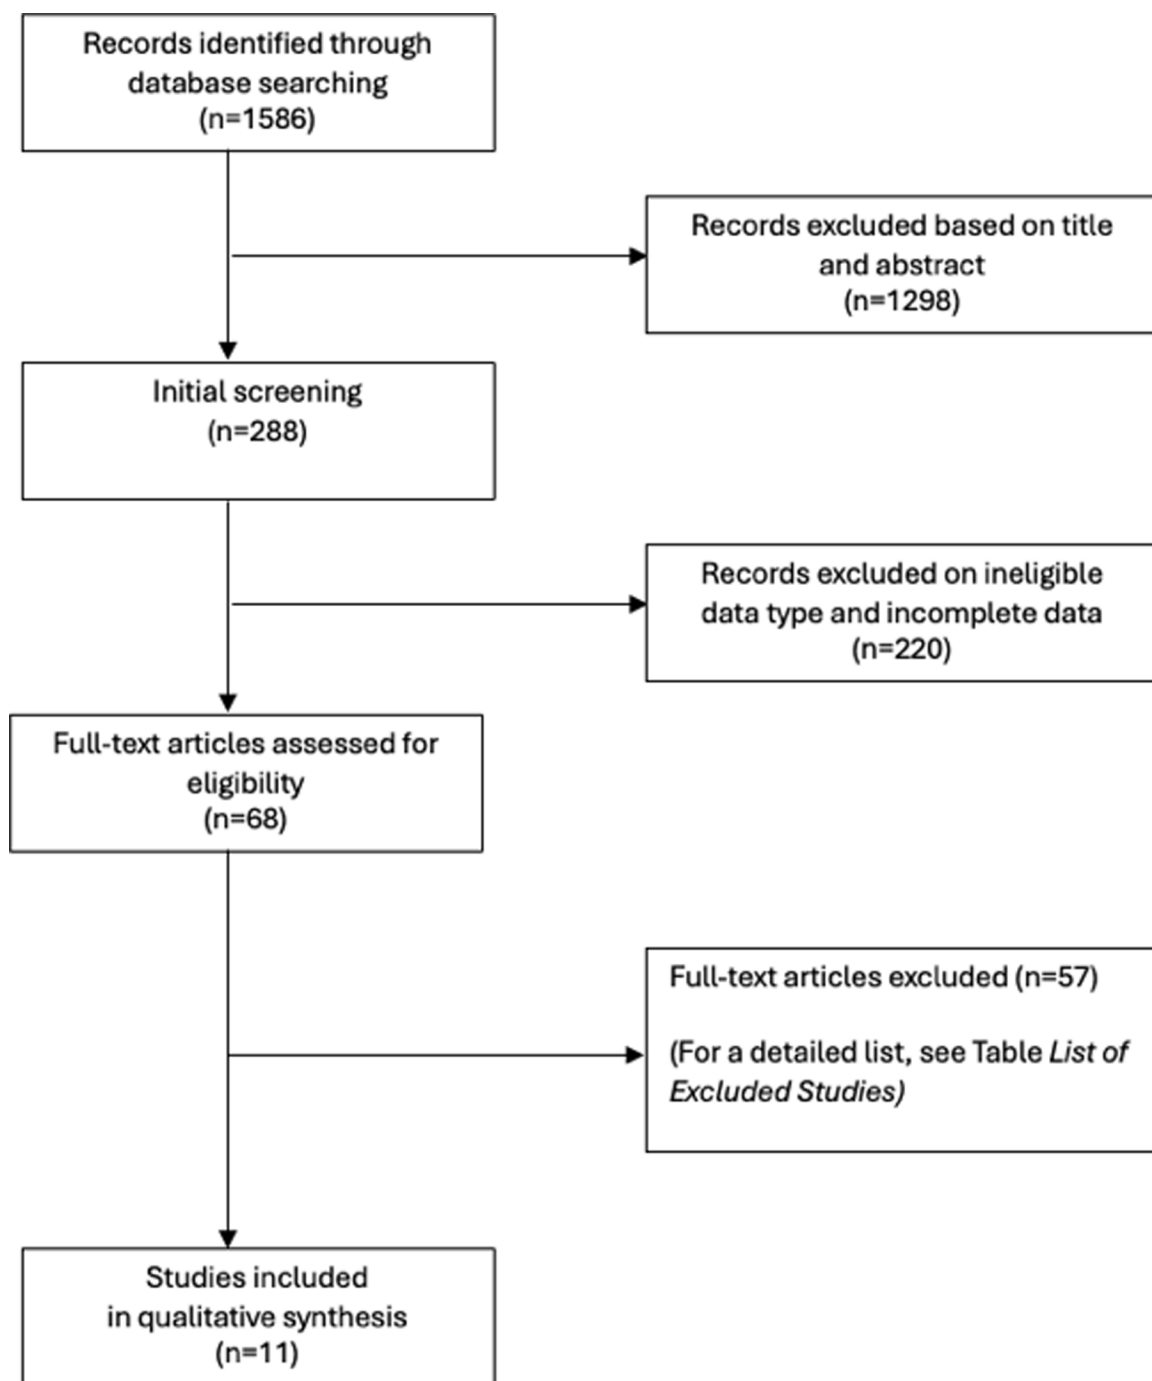 Records identified through
database searching
(n=1586)
Records excluded based on title
and abstract
(n=1298)
Initial screening
(n=288)
Records excluded on ineligible
data type and incomplete data
(n=220)
Full-text articles assessed for
eligibility
(n=68)
Full-text articles excluded (n=57)
(For a detailed list, see Table List of
Excluded Studies)
Studies included
in qualitative synthesis
(n=11)